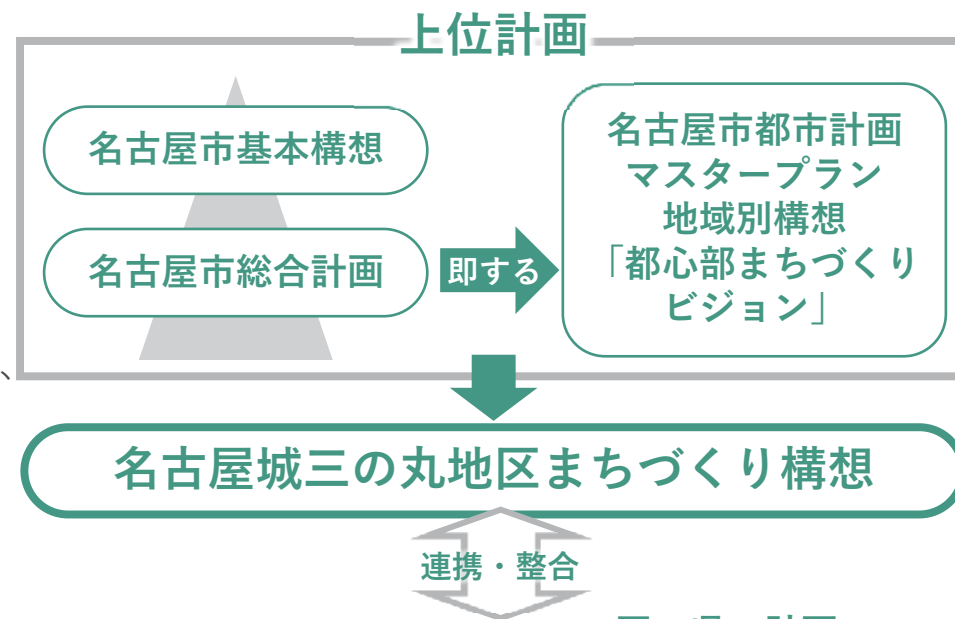 上位計画
名古屋市基本構想
名古屋市総合計画
即する
名古屋市都市計画
マスタープラン
地域別構想
「都心部まちづくり
ビジョン」
、
名古屋城三の丸地区まちづくり構想
連携・整合